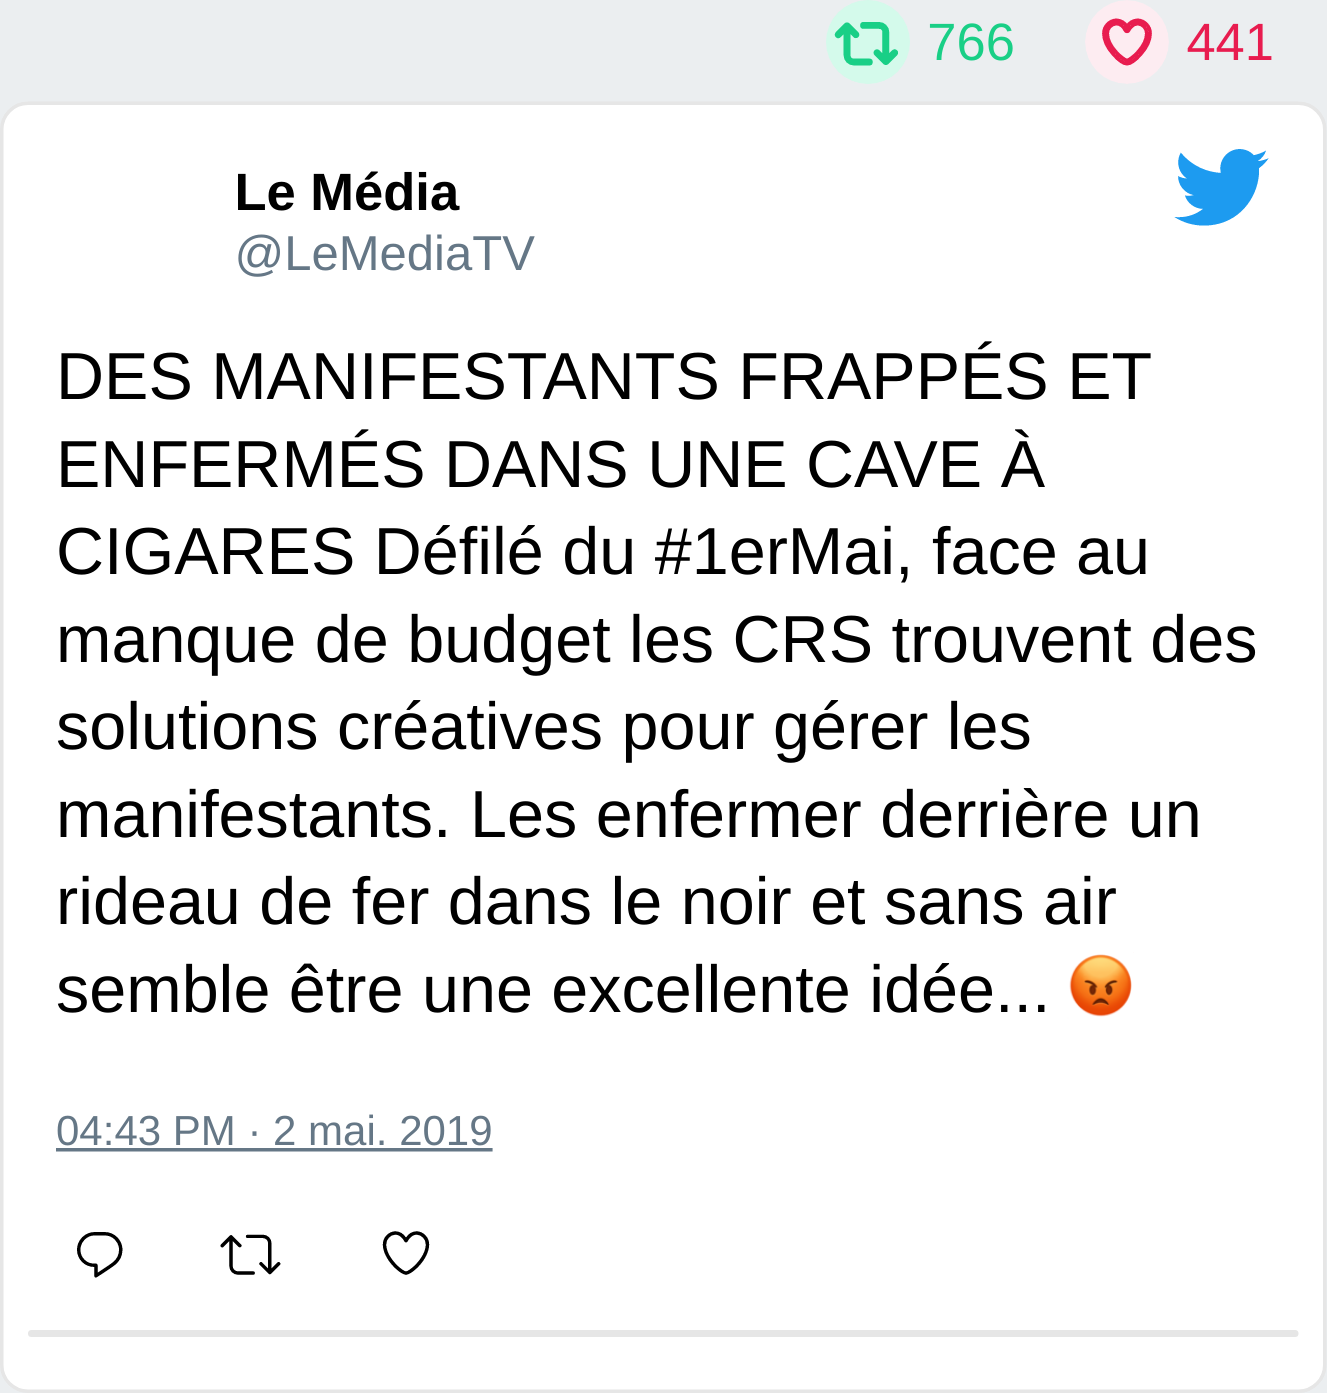 766 441
Le Média
@LeMediaTV
DES MANIFESTANTS FRAPPÉS ET
ENFERMÉS DANS UNE CAVE À
CIGARES Défilé du #1erMai, face au
manque de budget les CRS trouvent des
solutions créatives pour gérer les
manifestants. Les enfermer derrière un
rideau de fer dans le noir et sans air
semble être une excellente idée... 😡
04:43 PM · 2 mai. 2019